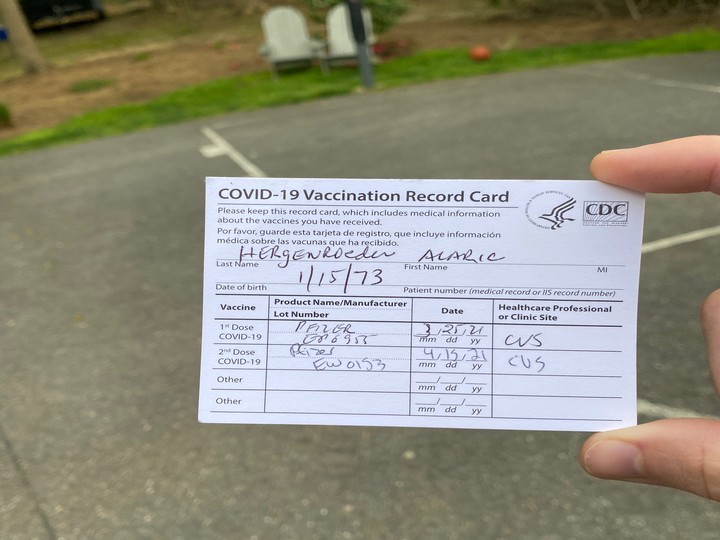 COVID-19 Vaccination Record Card
Please keep this record card, which includes medical information
about the vaccines you have received.
Por favor, guarde esta tarjeta de registro, que incluye información
médica sobre las vacunas que ha recibido.
CDC
HERgENROeder ALARIC
Last Name First Name MI
1/15/73
Date of birth Patient number (medical record or IIS record number)
Vaccine Product Name/Manufacturer Date Healthcare Professional
Lot Number or Clinic Site
1st Dose PFIZER 3,25,21 CVS
COVID-19 mm dd yy
2nd Dose Pfizer 4,15,21 CVS
COVID-19 EW0153 mm dd yy
Other / /
mm dd yy
Other / /
mm dd yy